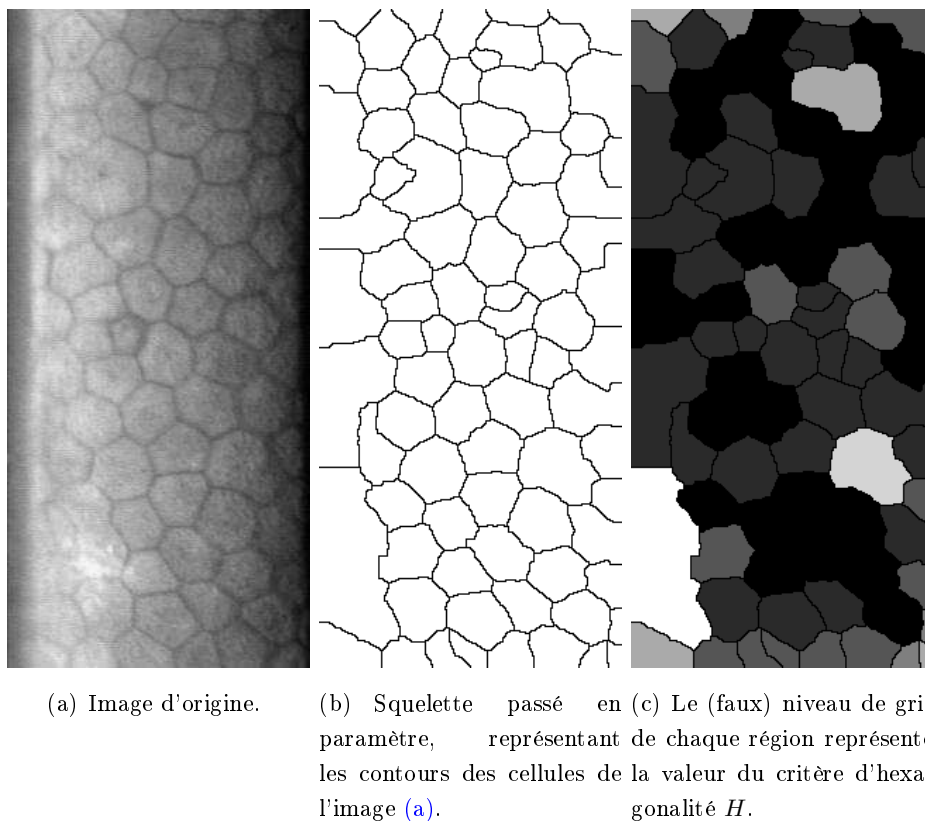 (a) Image d'origine.
(b) Squelette passé en
paramètre, représentant
les contours des cellules de
l'image (a).
(c) Le (faux) niveau de gri
de chaque région représent
la valeur du critère d'hexa
gonalité H.